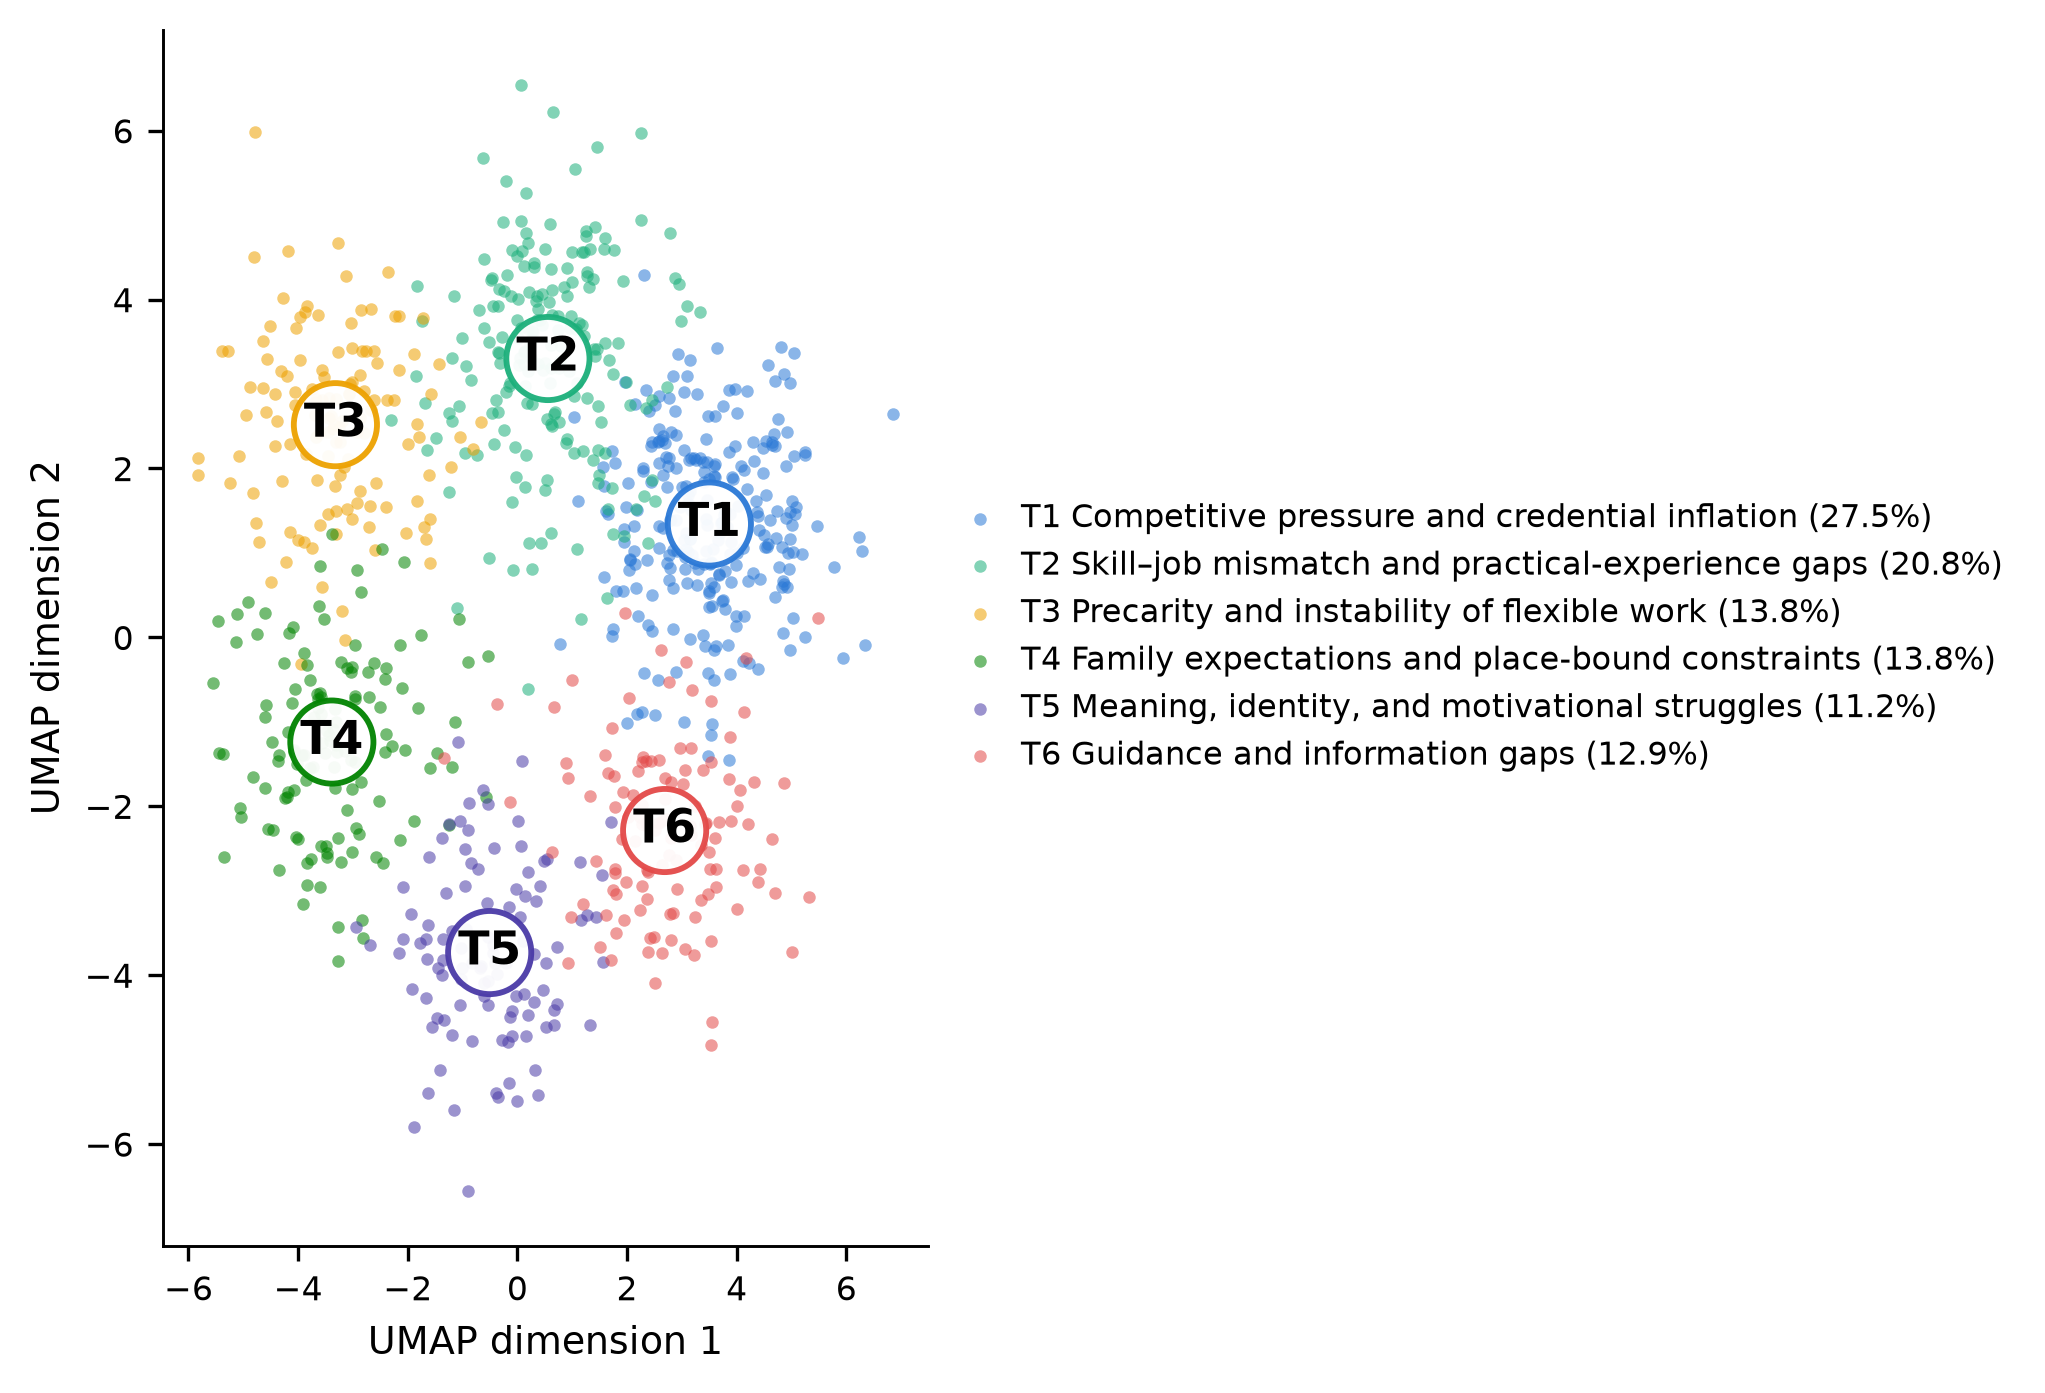 6
4
2
0
−2
−4
−6
UMAP dimension 2
T2
T3
T1
T4
T6
T5
−6 −4 −2 0 2 4 6
UMAP dimension 1
T1 Competitive pressure and credential inflation (27.5%)
T2 Skill–job mismatch and practical-experience gaps (20.8%)
T3 Precarity and instability of flexible work (13.8%)
T4 Family expectations and place-bound constraints (13.8%)
T5 Meaning, identity, and motivational struggles (11.2%)
T6 Guidance and information gaps (12.9%)